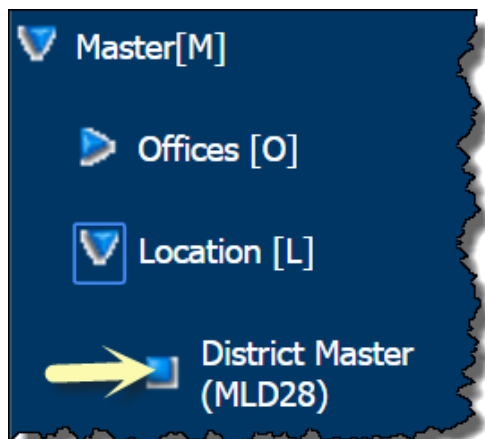 Master[M]
Offices [O]
Location [L]
District Master
(MLD28)